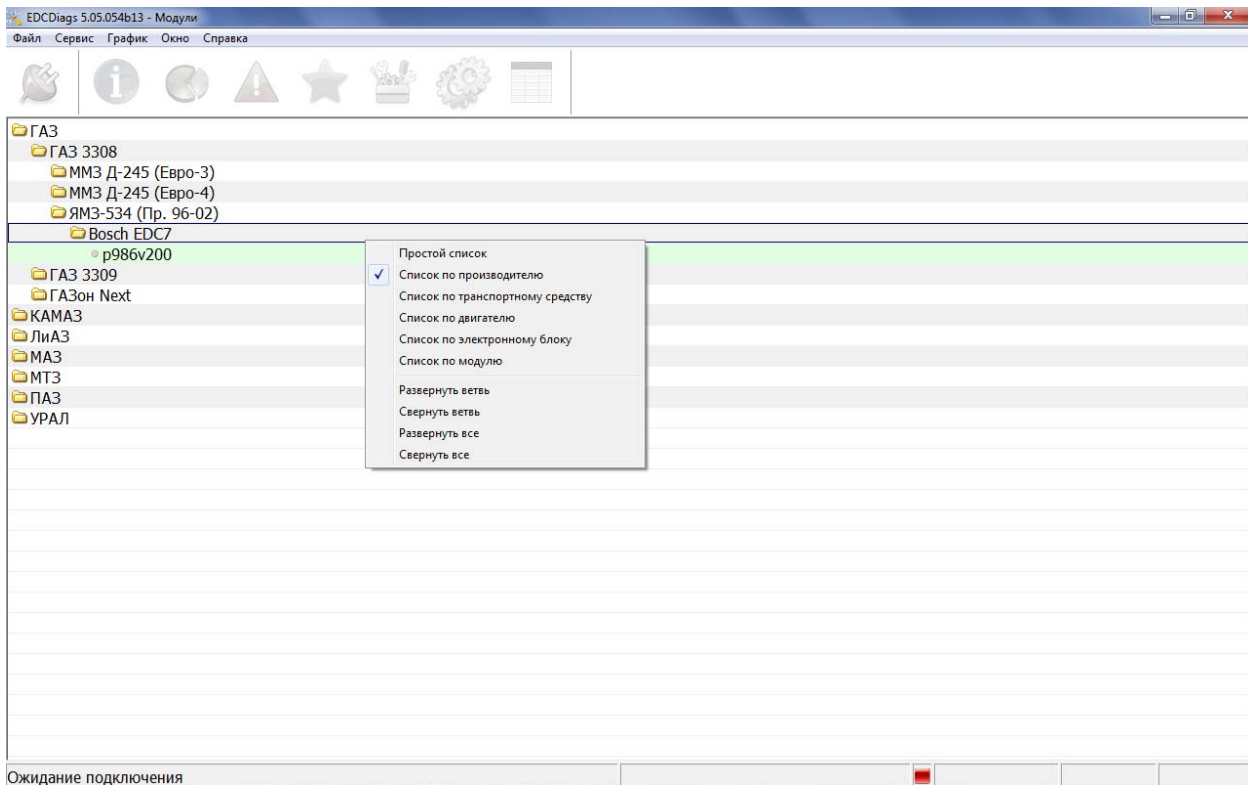 EDCDiags 5.05.054b13 - Модули
Файл Сервис График Окно Справка
ГАЗ
ГАЗ 3308
ММЗ Д-245 (Евро-3)
ММЗ Д-245 (Евро-4)
ЯМЗ-534 (Пр. 96-02)
Bosch EDC7
p986v200
ГАЗ 3309
ГАЗон Next
КАМАЗ
ЛиАЗ
МАЗ
МТЗ
ПАЗ
УРАЛ
Простой список
Список по производителю
Список по транспортному средству
Список по двигателю
Список по электронному блоку
Список по модулю
Развернуть ветвь
Свернуть ветвь
Развернуть все
Свернуть все
Ожидание подключения